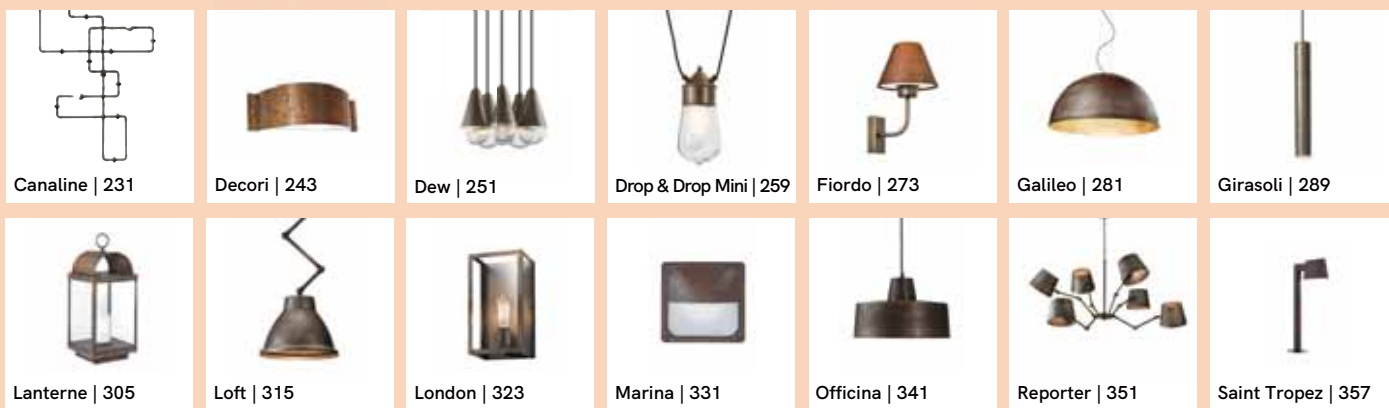 Canaline | 231
Decori | 243
Dew | 251
Drop & Drop Mini | 259
Fiordo | 273
Galileo | 281
Girasoli | 289
Lanterne | 305
Loft | 315
London | 323
Marina | 331
Officina | 341
Reporter | 351
Saint Tropez | 357